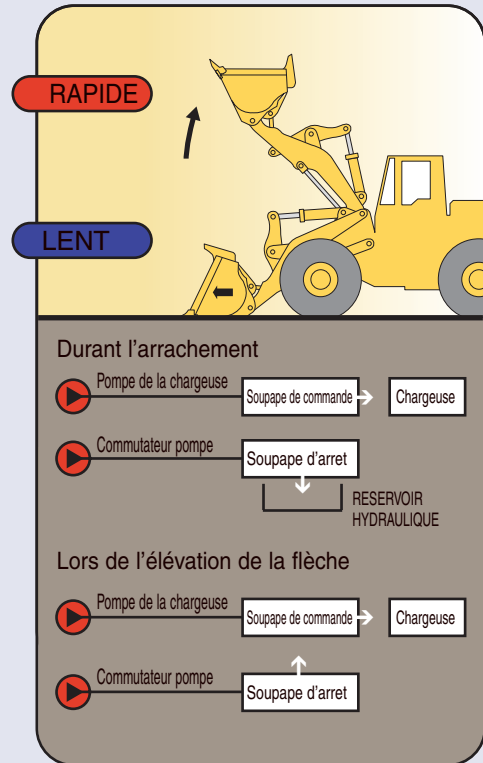 RAPIDE
LENT
Durant l'arrachement
Pompe de la chargeuse
Soupape de commande
Chargeuse
Commutateur pompe
Soupape d'arret
RESERVOIR
HYDRAULIQUE
Lors de l'élévation de la flèche
Pompe de la chargeuse
Soupape de commande
Chargeuse
Commutateur pompe
Soupape d'arret